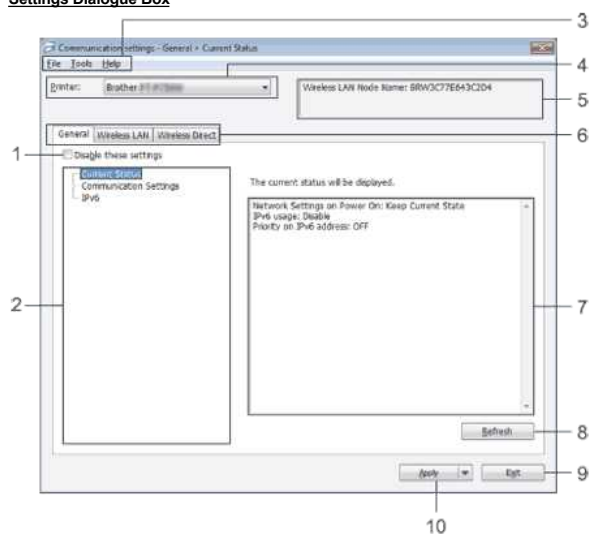 Settings Dialogue Box
3
Communication settings - General > Current Status
File Tools Help
4
Printer: Brother
Wireless LAN Node Name: BRW3C77E643C2D4
5
General Wireless LAN Wireless Direct
6
1
Disable these settings
Current Status
Communication Settings
IPv6
The current status will be displayed.
Network Settings on Power On: Keep Current State
IPv6 usage: Disable
Priority on IPv6 address: OFF
2
7
Refresh
8
Apply
Exit
9
10